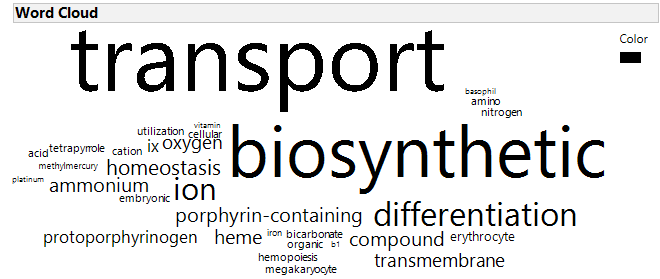 Word Cloud
Color
transport
basophil
amino
nitrogen
vitamin
utilization
cellular
biosynthetic
ix
oxygen
acid
tetrapyrrole
cation
methylmercury
homeostasis
platinum
ammonium
ion
embryonic
porphyrin-containing
differentiation
protoporphyrinogen
heme
iron
bicarbonate
organic
b1
compound
erythrocyte
hemopoiesis
transmembrane
megakaryocyte